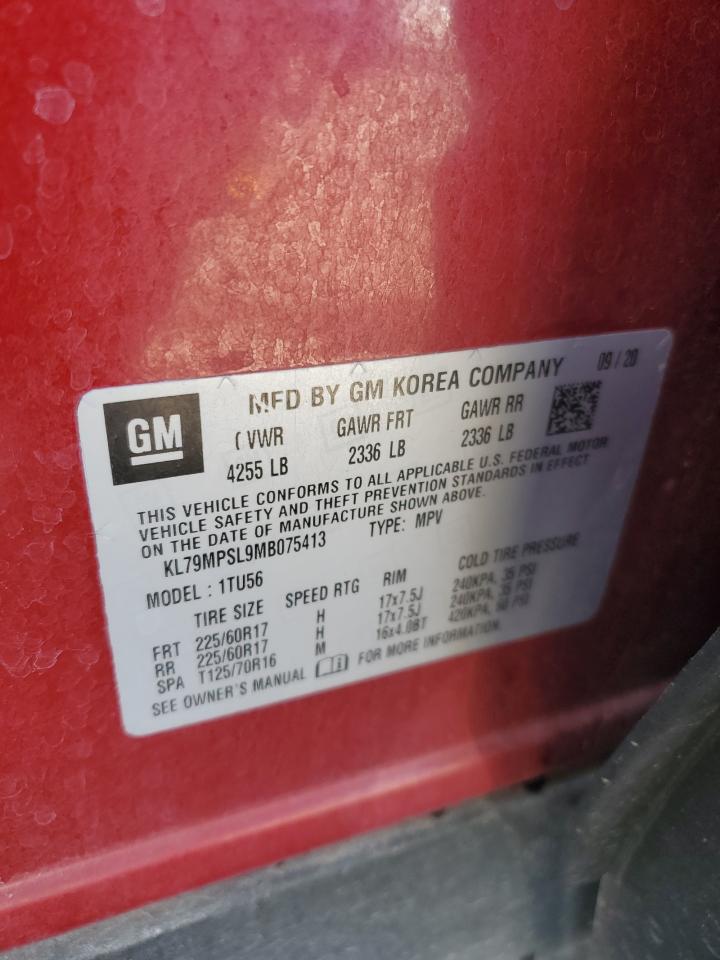 GM
MFD BY GM KOREA COMPANY 09/20
GVWR GAWR FRT GAWR RR
4255 LB 2336 LB 2336 LB
THIS VEHICLE CONFORMS TO ALL APPLICABLE U.S. FEDERAL MOTOR
VEHICLE SAFETY AND THEFT PREVENTION STANDARDS IN EFFECT
ON THE DATE OF MANUFACTURE SHOWN ABOVE.
KL79MPSL9MB075413 TYPE: MPV
MODEL : 1TU56
TIRE SIZE SPEED RTG RIM COLD TIRE PRESSURE
FRT 225/60R17 H 17x7.5J 240KPA, 35 PSI
RR 225/60R17 H 17x7.5J 240KPA, 35 PSI
SPA T125/70R16 M 16x4.0BT 420KPA, 60 PSI
SEE OWNER'S MANUAL FOR MORE INFORMATION.